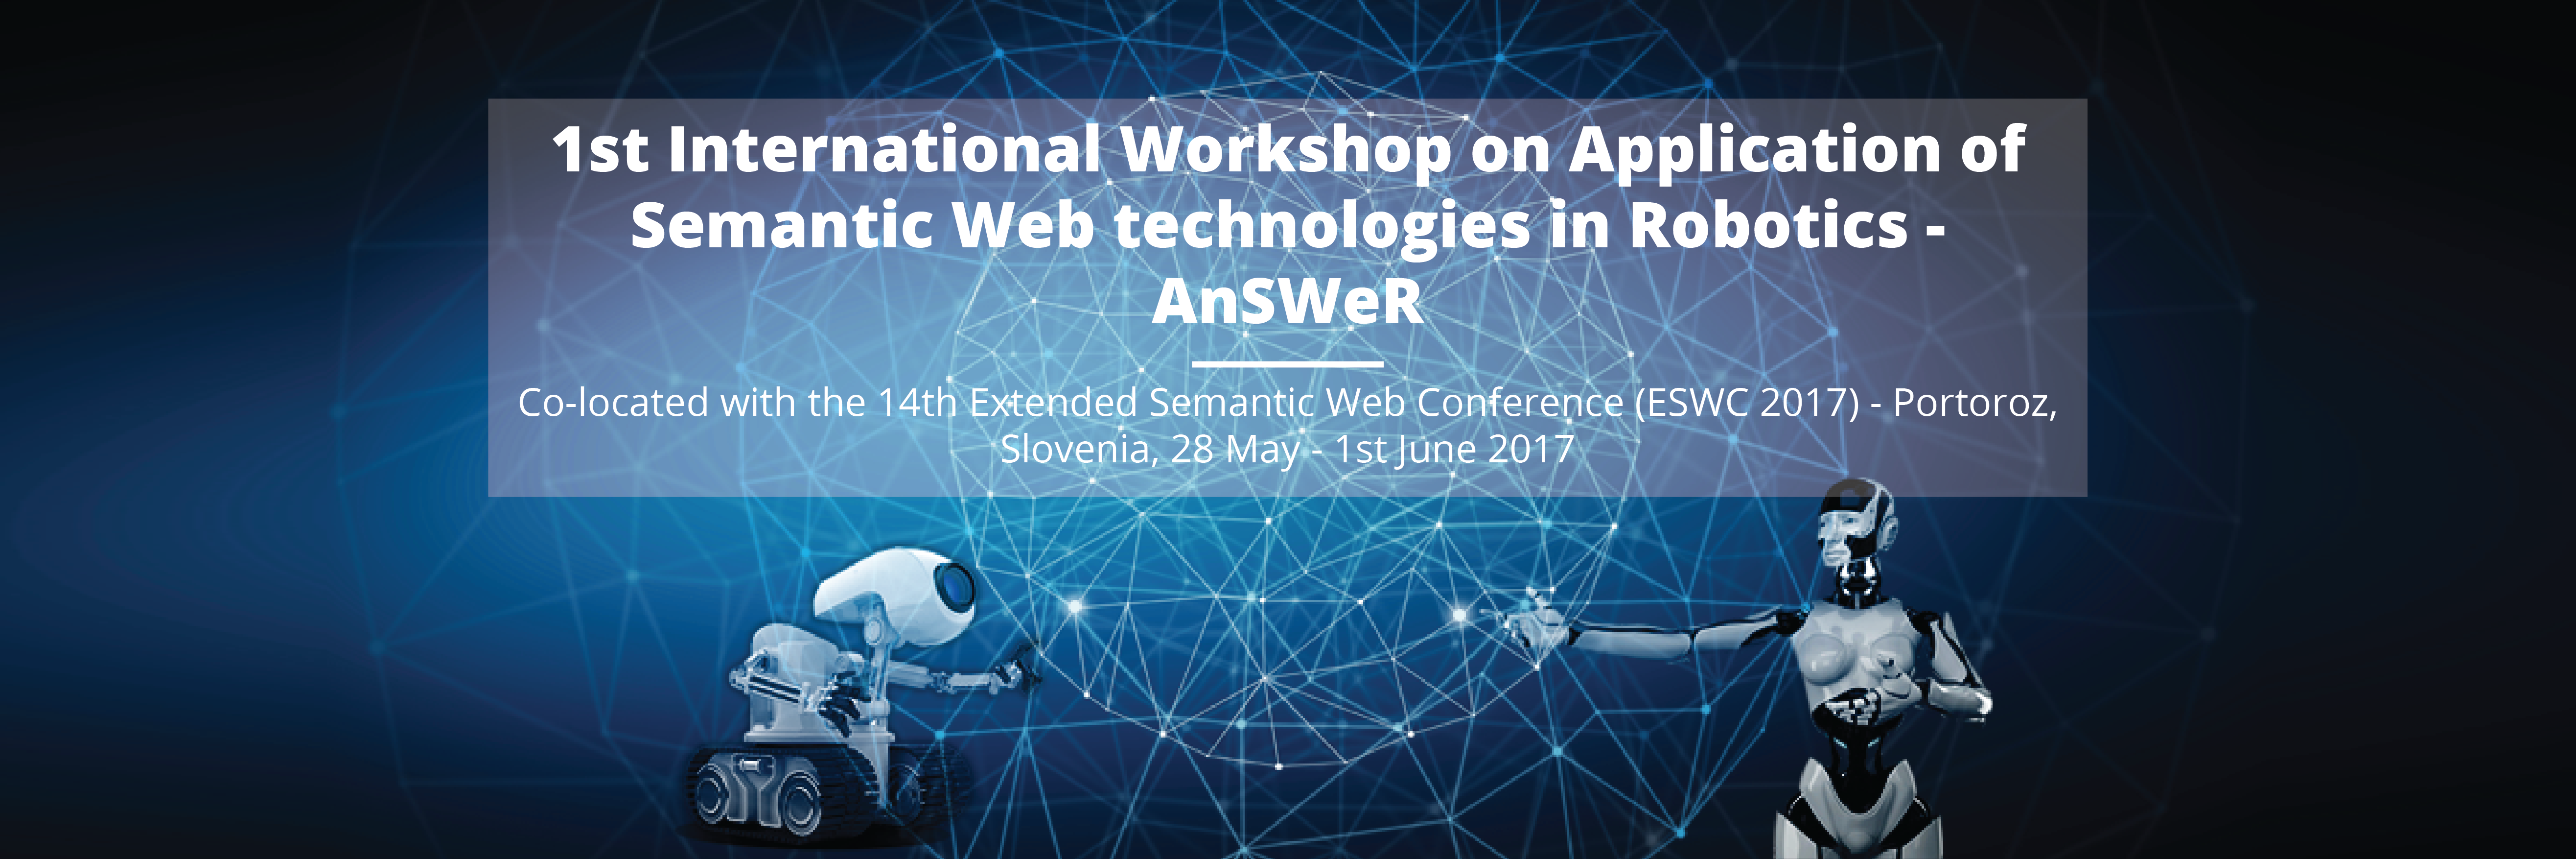 1st International Workshop on Application of
Semantic Web technologies in Robotics -
AnSWeR
Co-located with the 14th Extended Semantic Web Conference (ESWC 2017) - Portoroz,
Slovenia, 28 May - 1st June 2017